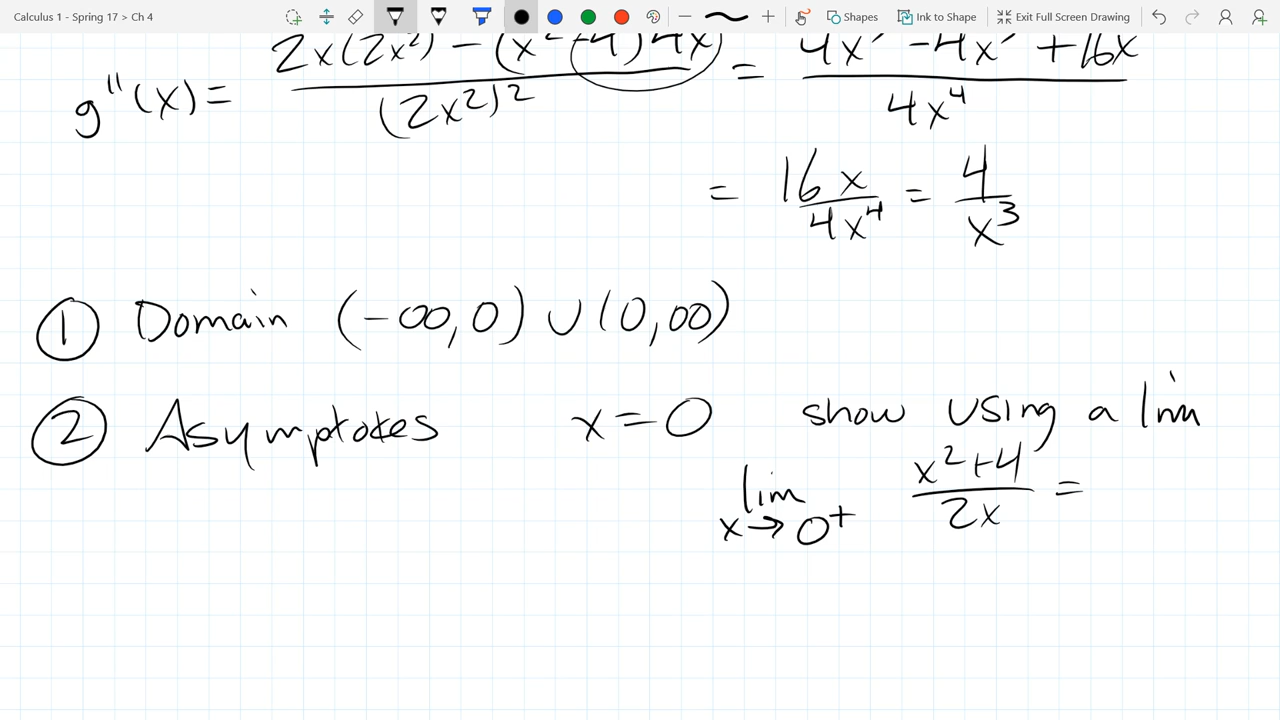 Calculus 1 - Spring 17 > Ch 4
Shapes
Ink to Shape
Exit Full Screen Drawing
g''(x) = (2x(2x²) - (x²-4)4x) / (2x²)² = (4x³ - 4x³ + 16x) / 4x⁴
= 16x / 4x⁴ = 4 / x³
① Domain (-∞,0) ∪ (0,∞)
② Asymptotes x = 0 show using a lim
lim x→0⁺ (x²+4) / 2x =